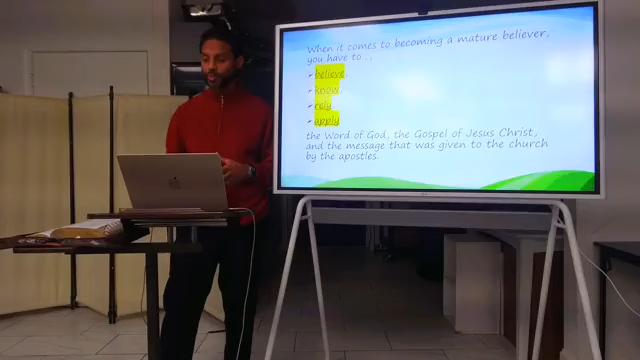 When it comes to becoming a mature believer,
you have to . .,
believe,
know
rely
apply
the Word of God, the Gospel of Jesus Christ,
and the message that was given to the church
by the apostles.